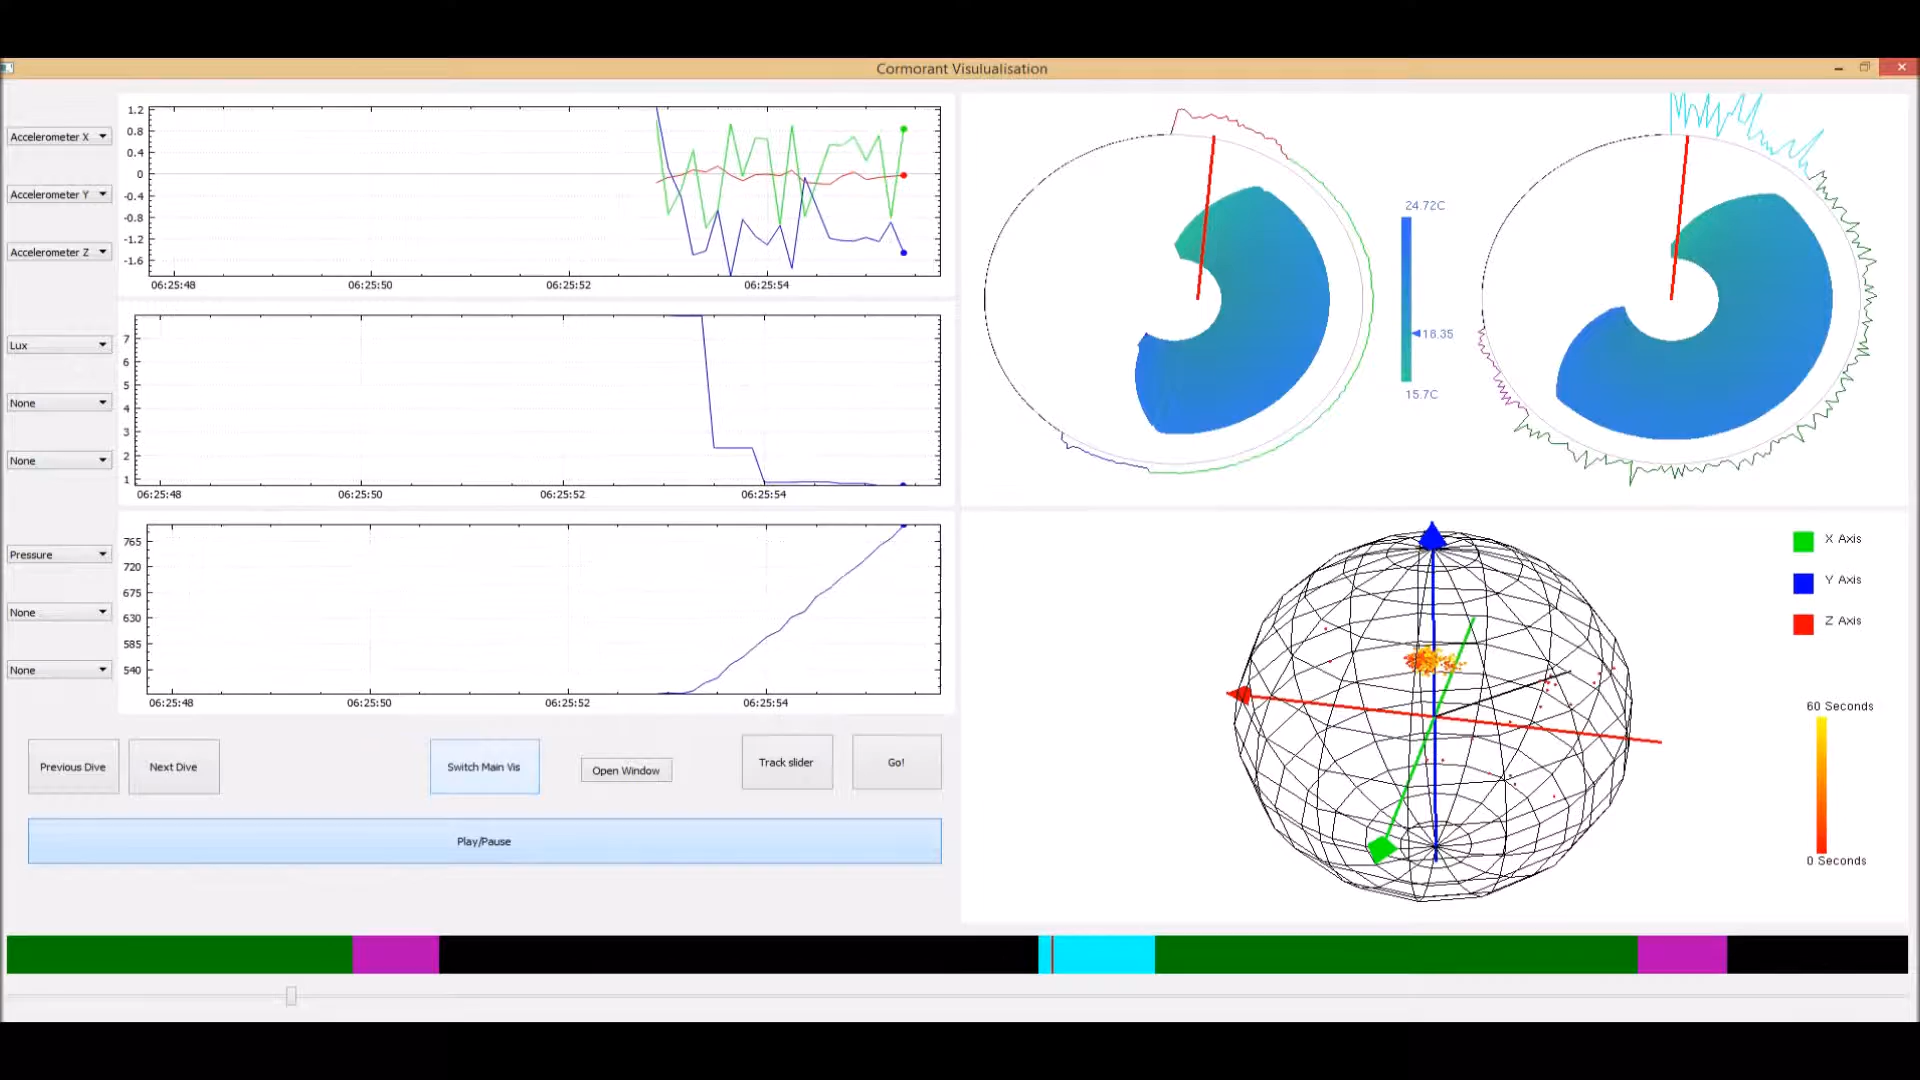 Cormorant Visulualisation
Accelerometer X
Accelerometer Y
Accelerometer Z
1.2
0.8
0.4
0
-0.4
-0.8
-1.2
-1.6
06:25:48
06:25:50
06:25:52
06:25:54
Lux
None
None
7
6
5
4
3
2
1
06:25:48
06:25:50
06:25:52
06:25:54
Pressure
None
None
765
720
675
630
585
540
06:25:48
06:25:50
06:25:52
06:25:54
Previous Dive
Next Dive
Switch Main Vis
Open Window
Track slider
Go!
Play/Pause
24.72C
18.35
15.7C
X Axis
Y Axis
Z Axis
60 Seconds
0 Seconds